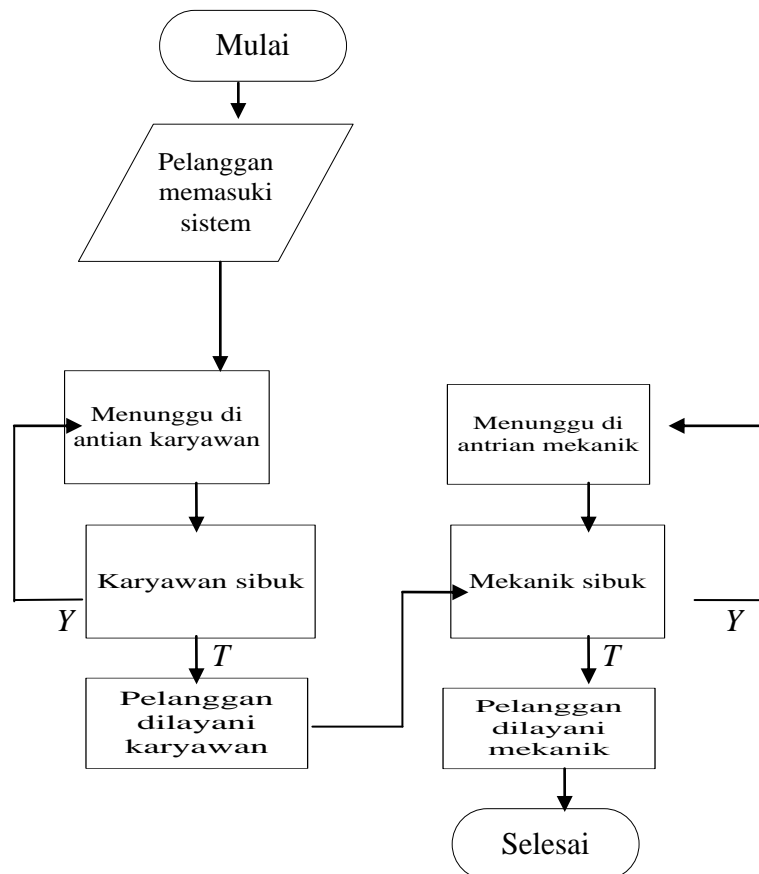 Mulai
Pelanggan
memasuki
sistem
Menunggu di
antian karyawan
Karyawan sibuk
Y
T
Pelanggan
dilayani
karyawan
Menunggu di
antrian mekanik
Mekanik sibuk
Y
T
Pelanggan
dilayani
mekanik
Selesai